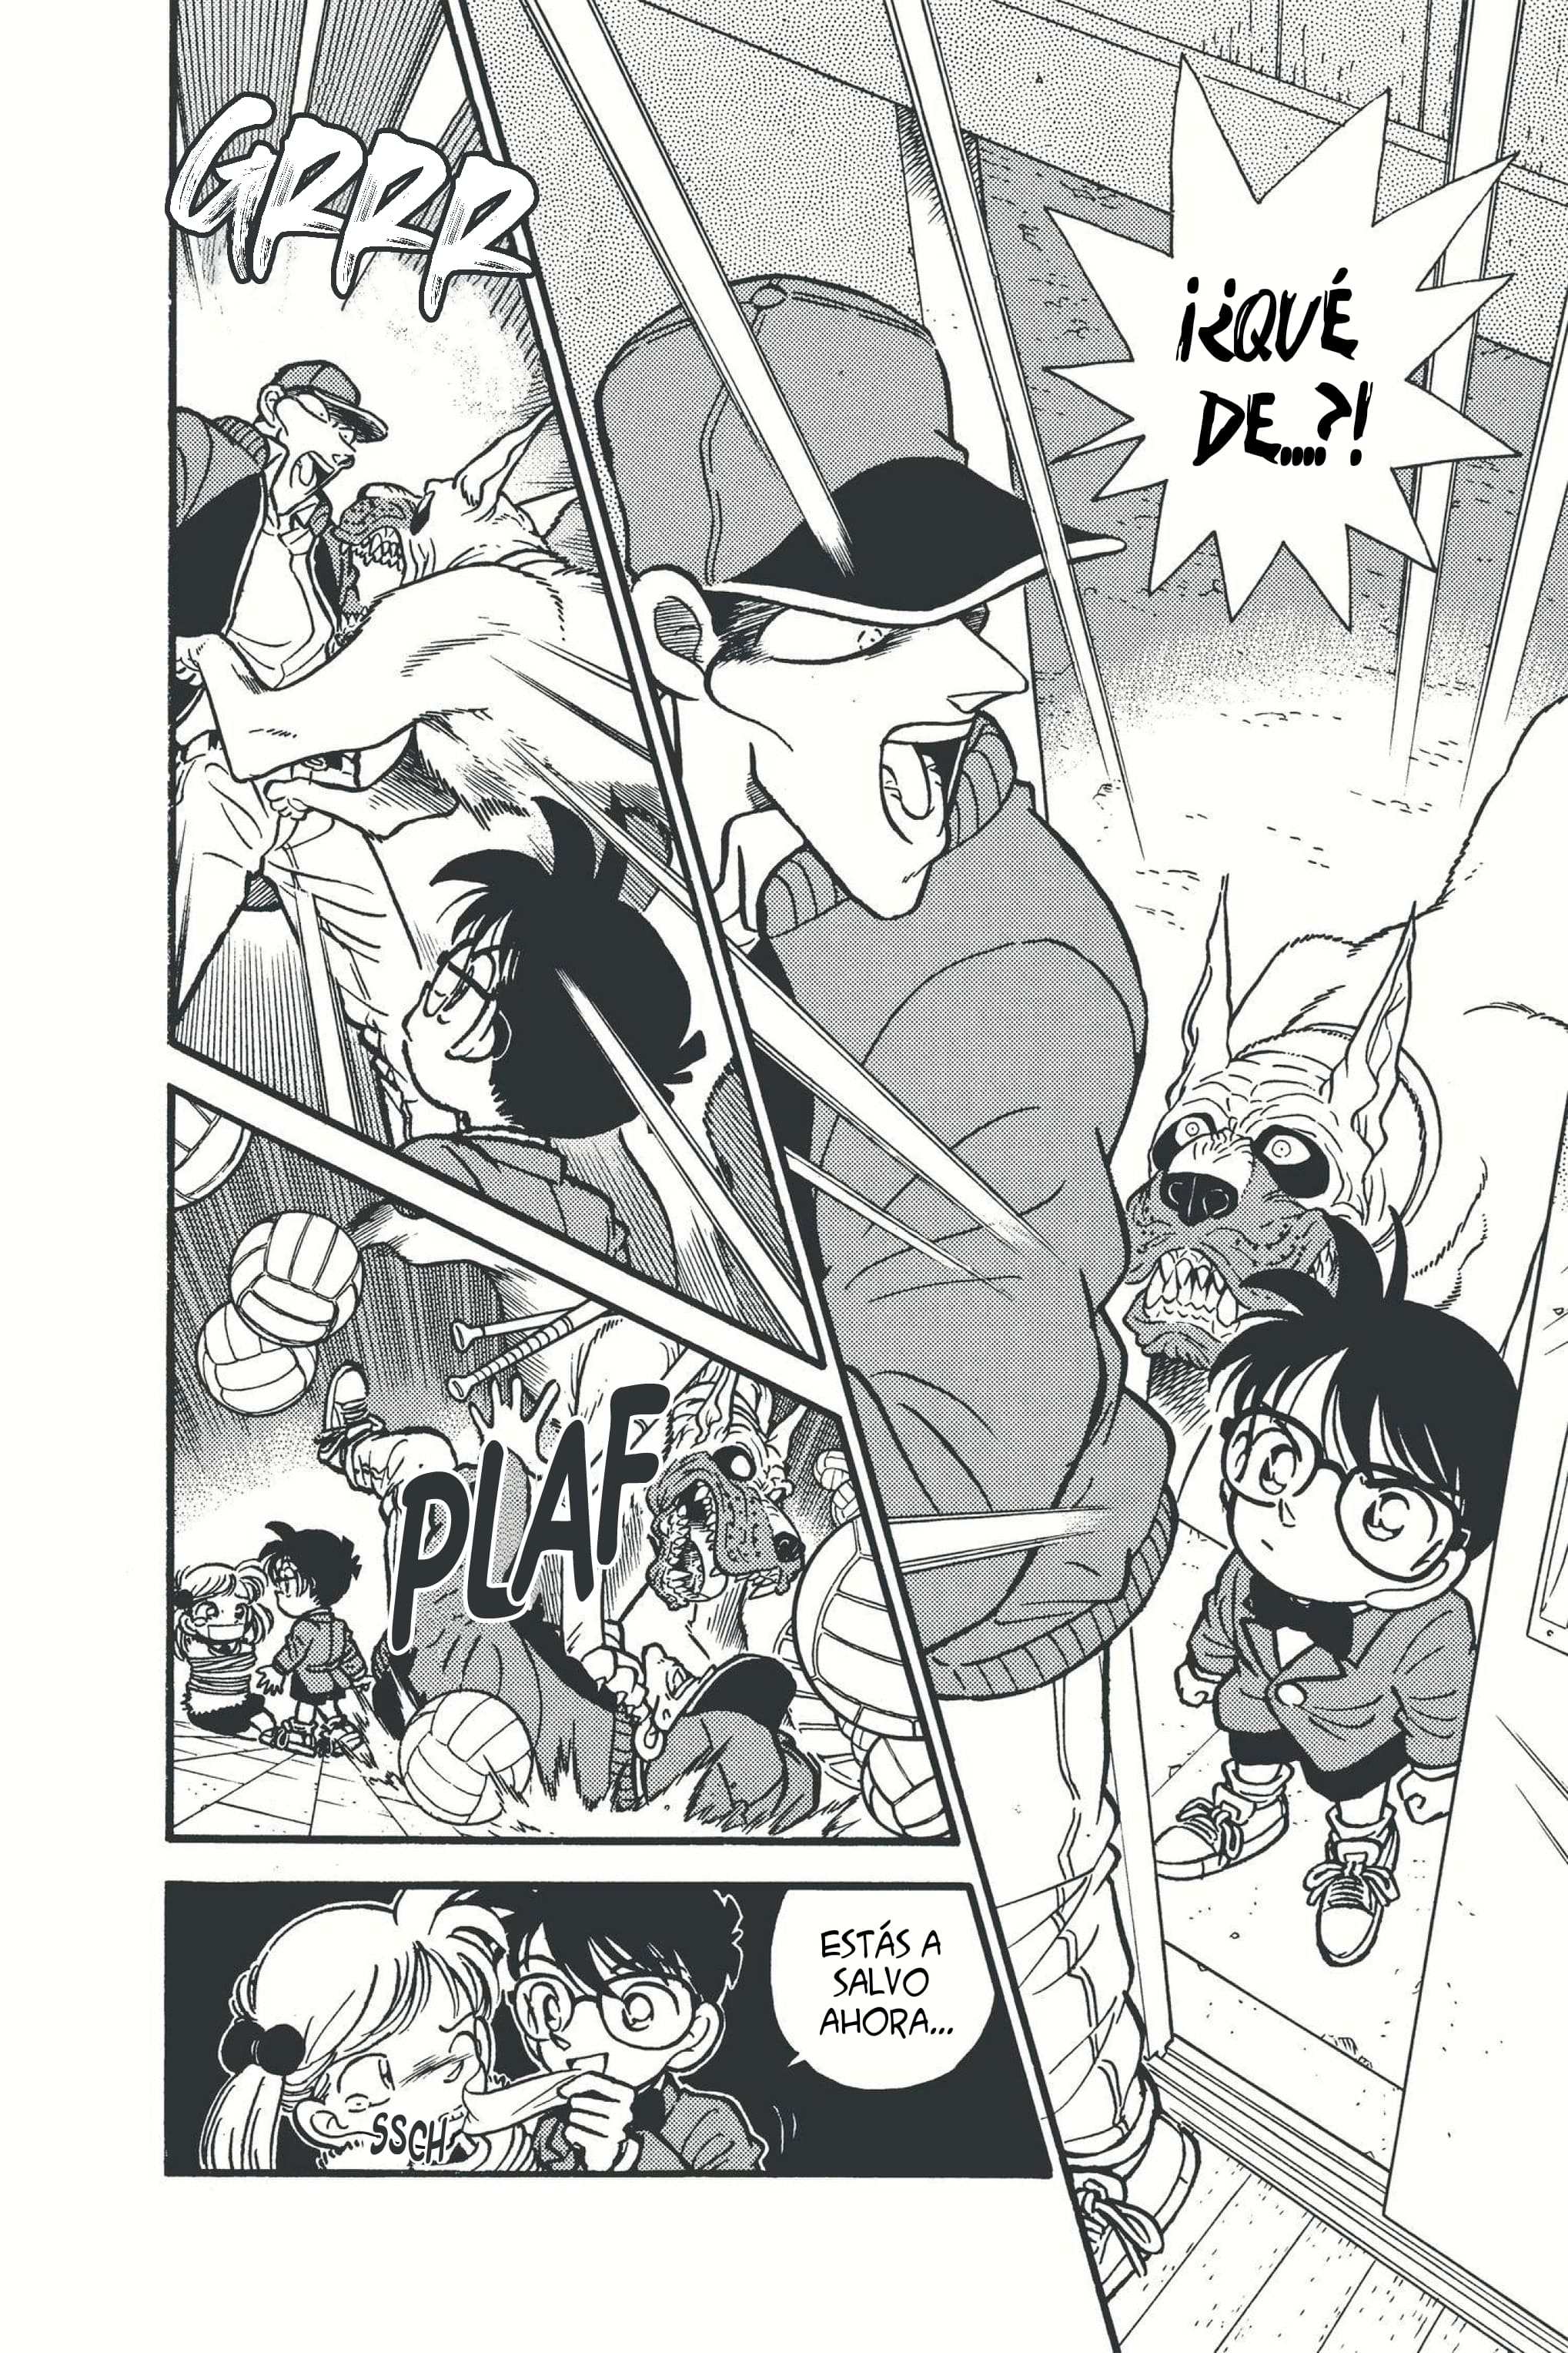 ¡¿QUÉ
DE....?!
GRRR
PLAF
ESTÁS A
SALVO
AHORA...
SSCH